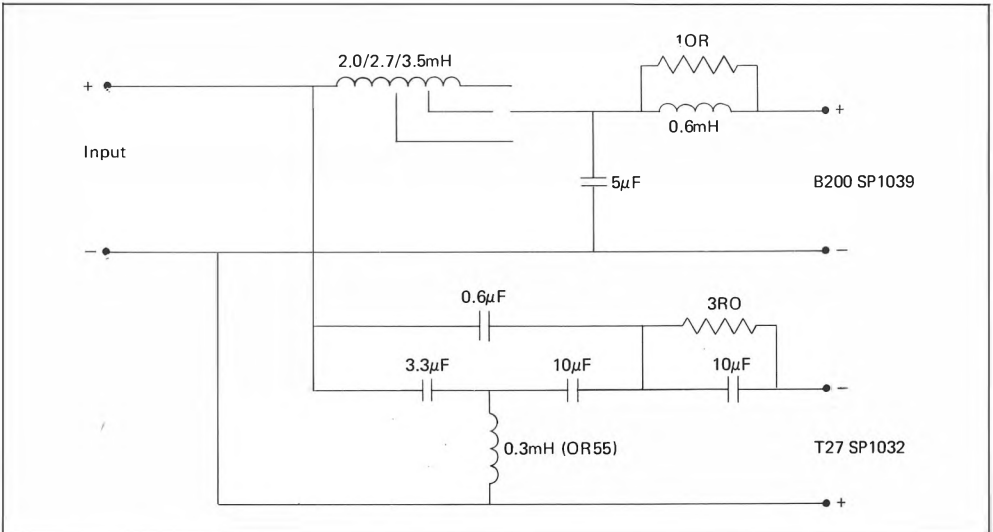 2.0/2.7/3.5mH
1OR
+
+
0.6mH
Input
5µF
B200 SP1039
−
−
0.6µF
3RO
3.3µF
10µF
10µF
−
0.3mH (OR55)
T27 SP1032
+